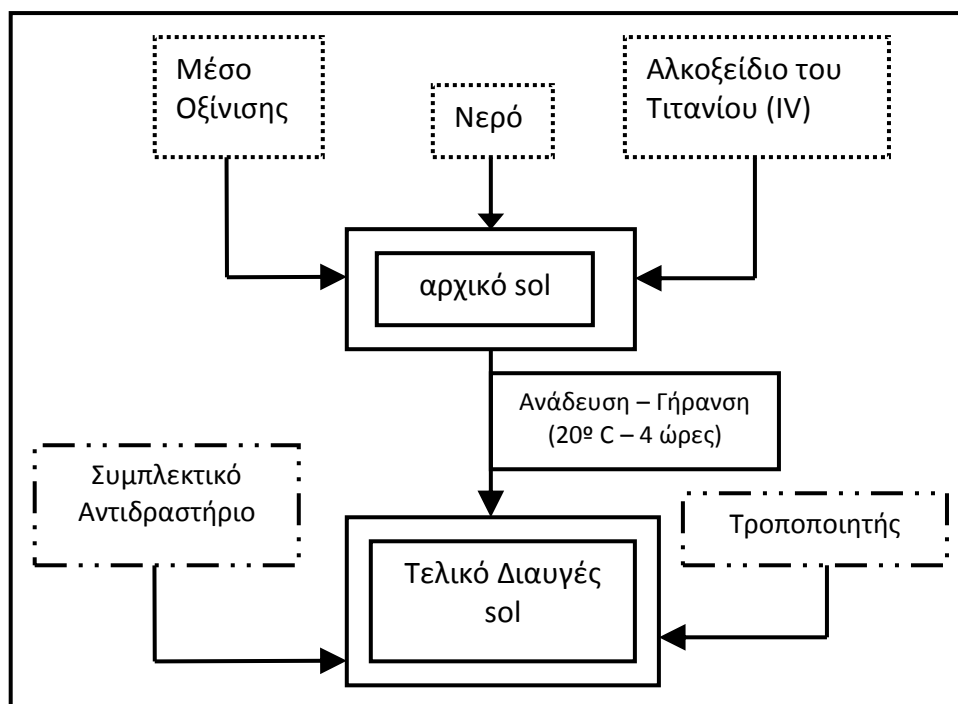 Μέσο
Οξίνισης
Νερό
Αλκοξείδιο του
Τιτανίου (IV)
αρχικό sol
Ανάδευση – Γήρανση
(20º C – 4 ώρες)
Συμπλεκτικό
Αντιδραστήριο
Τροποποιητής
Τελικό Διαυγές
sol